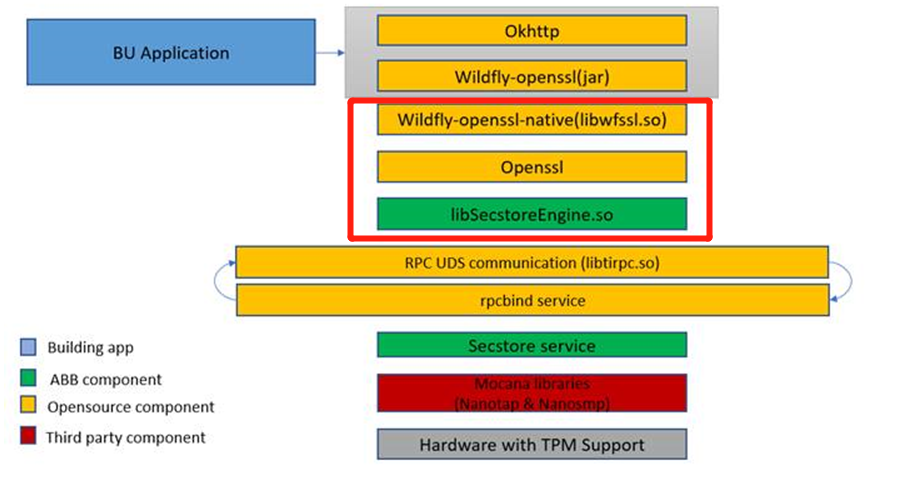 BU Application
Okhttp
Wildfly-openssl(jar)
Wildfly-openssl-native(libwfssl.so)
Openssl
libSecstoreEngine.so
RPC UDS communication (libtirpc.so)
rpcbind service
Secstore service
Mocana libraries
(Nanotap & Nanosmp)
Hardware with TPM Support
Building app
ABB component
Opensource component
Third party component